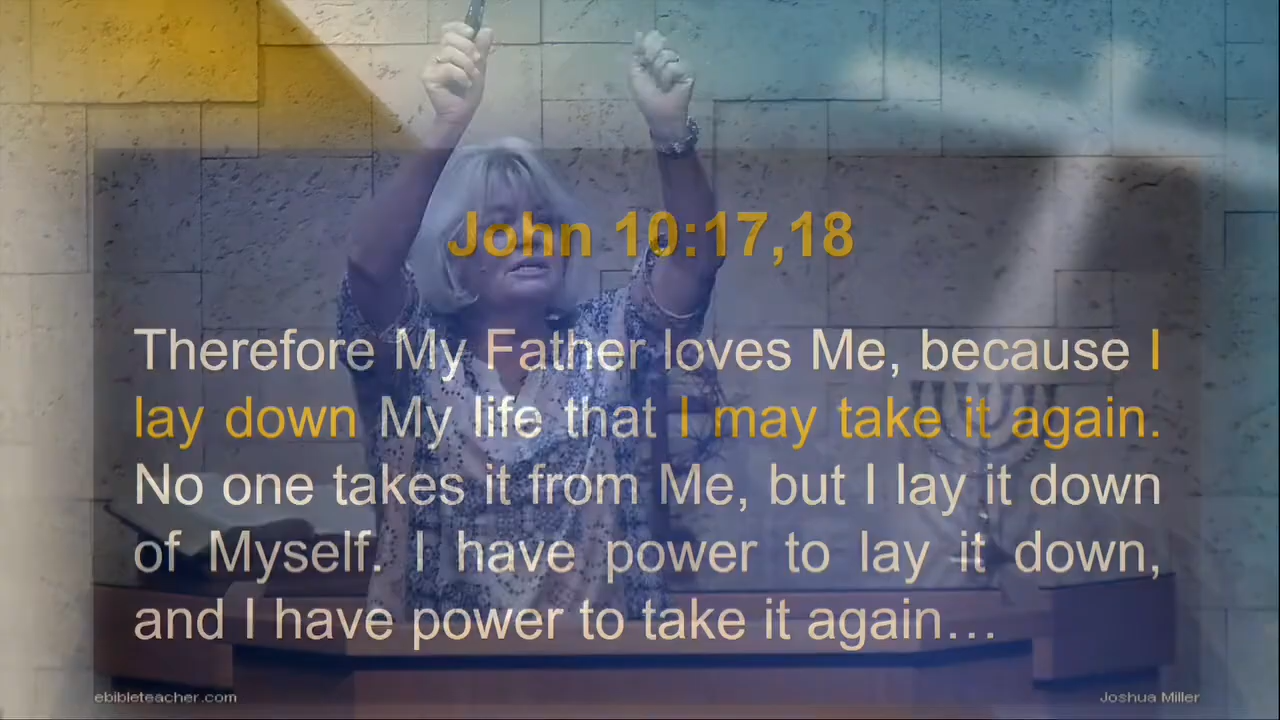 John 10:17,18
Therefore My Father loves Me, because I
lay down My life that I may take it again.
No one takes it from Me, but I lay it down
of Myself. I have power to lay it down,
and I have power to take it again…
ebibleteacher.com
Joshua Miller